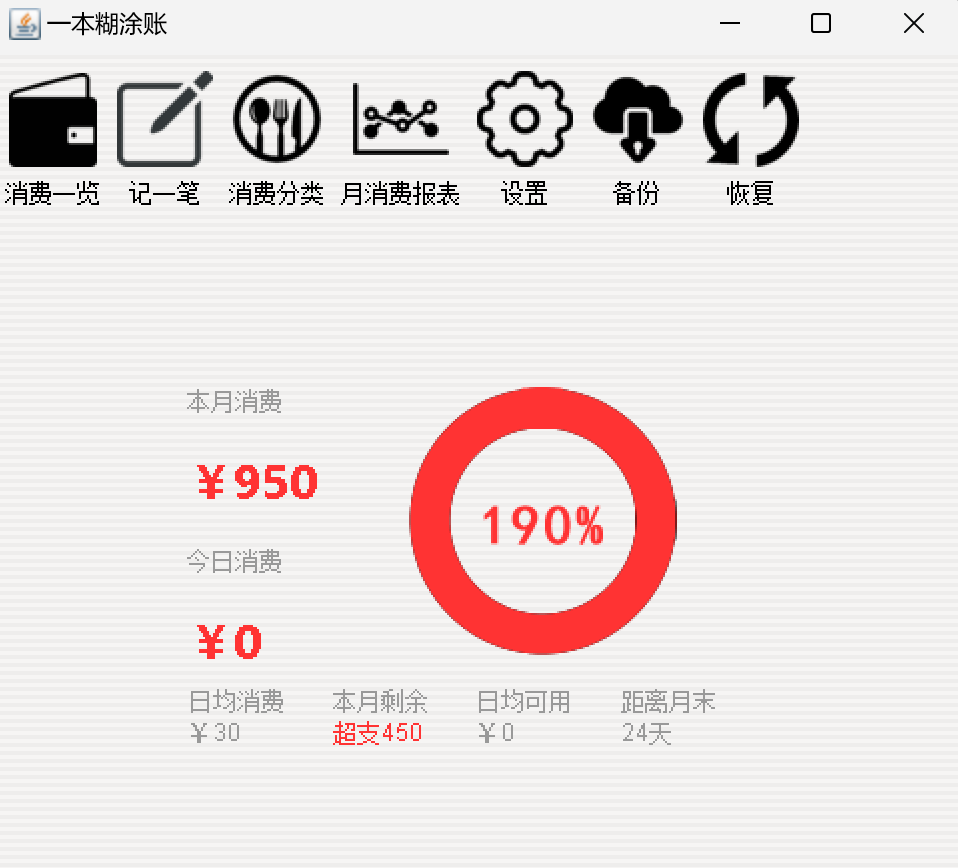 一本糊涂账
消费一览 记一笔 消费分类 月消费报表 设置 备份 恢复
本月消费
￥950
190%
今日消费
￥0
日均消费 本月剩余 日均可用 距离月末
￥30 超支450 ￥0 24天